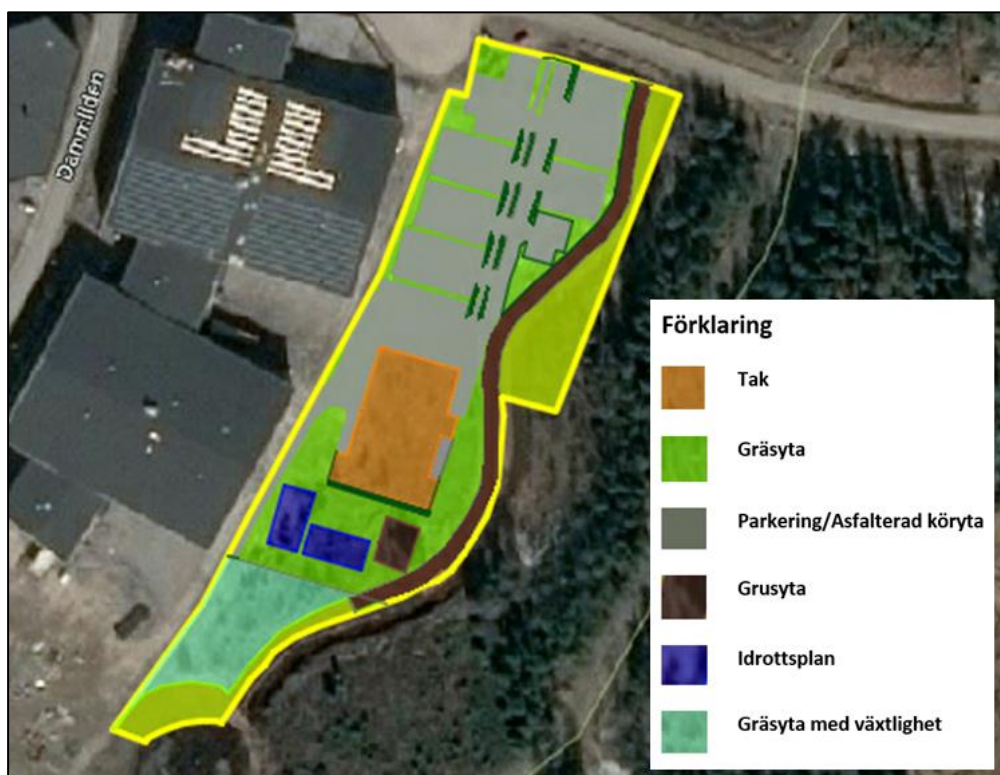 Dammliden
Förklaring
Tak
Gräsyta
Parkering/Asfalterad köryta
Grusyta
Idrottsplan
Gräsyta med växtlighet